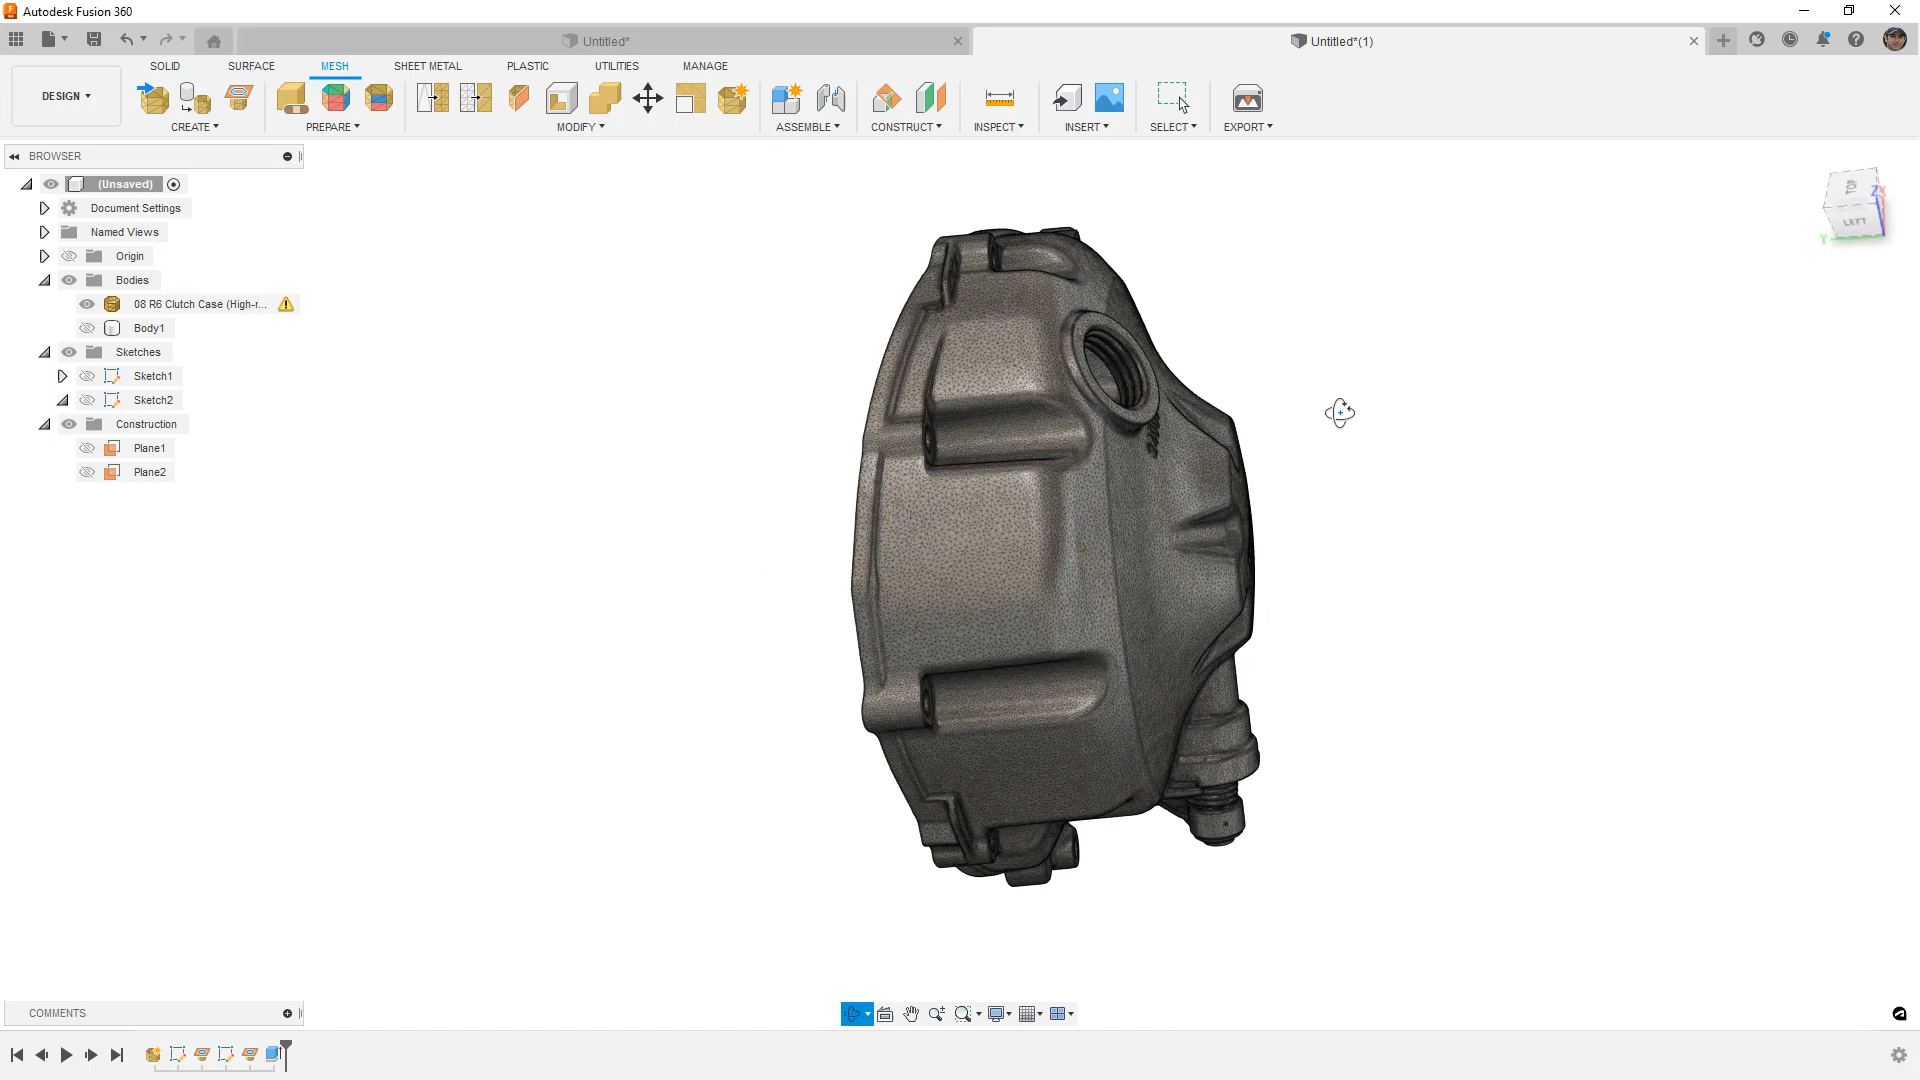 Autodesk Fusion 360
Untitled*
Untitled*(1)
SOLID
SURFACE
MESH
SHEET METAL
PLASTIC
UTILITIES
MANAGE
DESIGN
CREATE
PREPARE
MODIFY
ASSEMBLE
CONSTRUCT
INSPECT
INSERT
SELECT
EXPORT
BROWSER
(Unsaved)
Document Settings
Named Views
Origin
Bodies
08 R6 Clutch Case (High-r...
Body1
Sketches
Sketch1
Sketch2
Construction
Plane1
Plane2
TOP
LEFT
Z
X
Y
COMMENTS